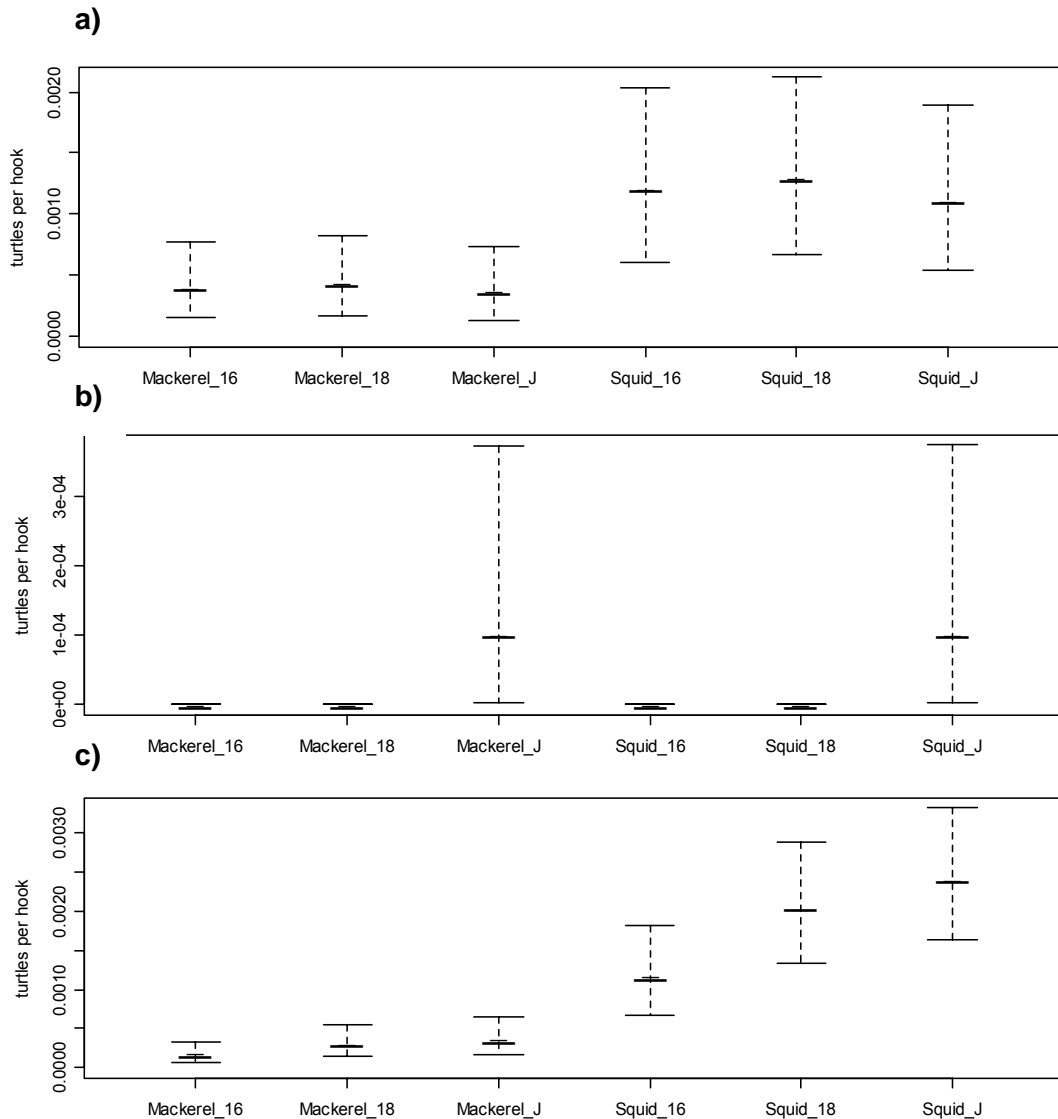 a)
turtles per hook
0.0020
0.0010
0.0000
Mackerel_16 Mackerel_18 Mackerel_J Squid_16 Squid_18 Squid_J
b)
turtles per hook
3e-04
2e-04
1e-04
0e+00
Mackerel_16 Mackerel_18 Mackerel_J Squid_16 Squid_18 Squid_J
c)
turtles per hook
0.0030
0.0020
0.0010
0.0000
Mackerel_16 Mackerel_18 Mackerel_J Squid_16 Squid_18 Squid_J